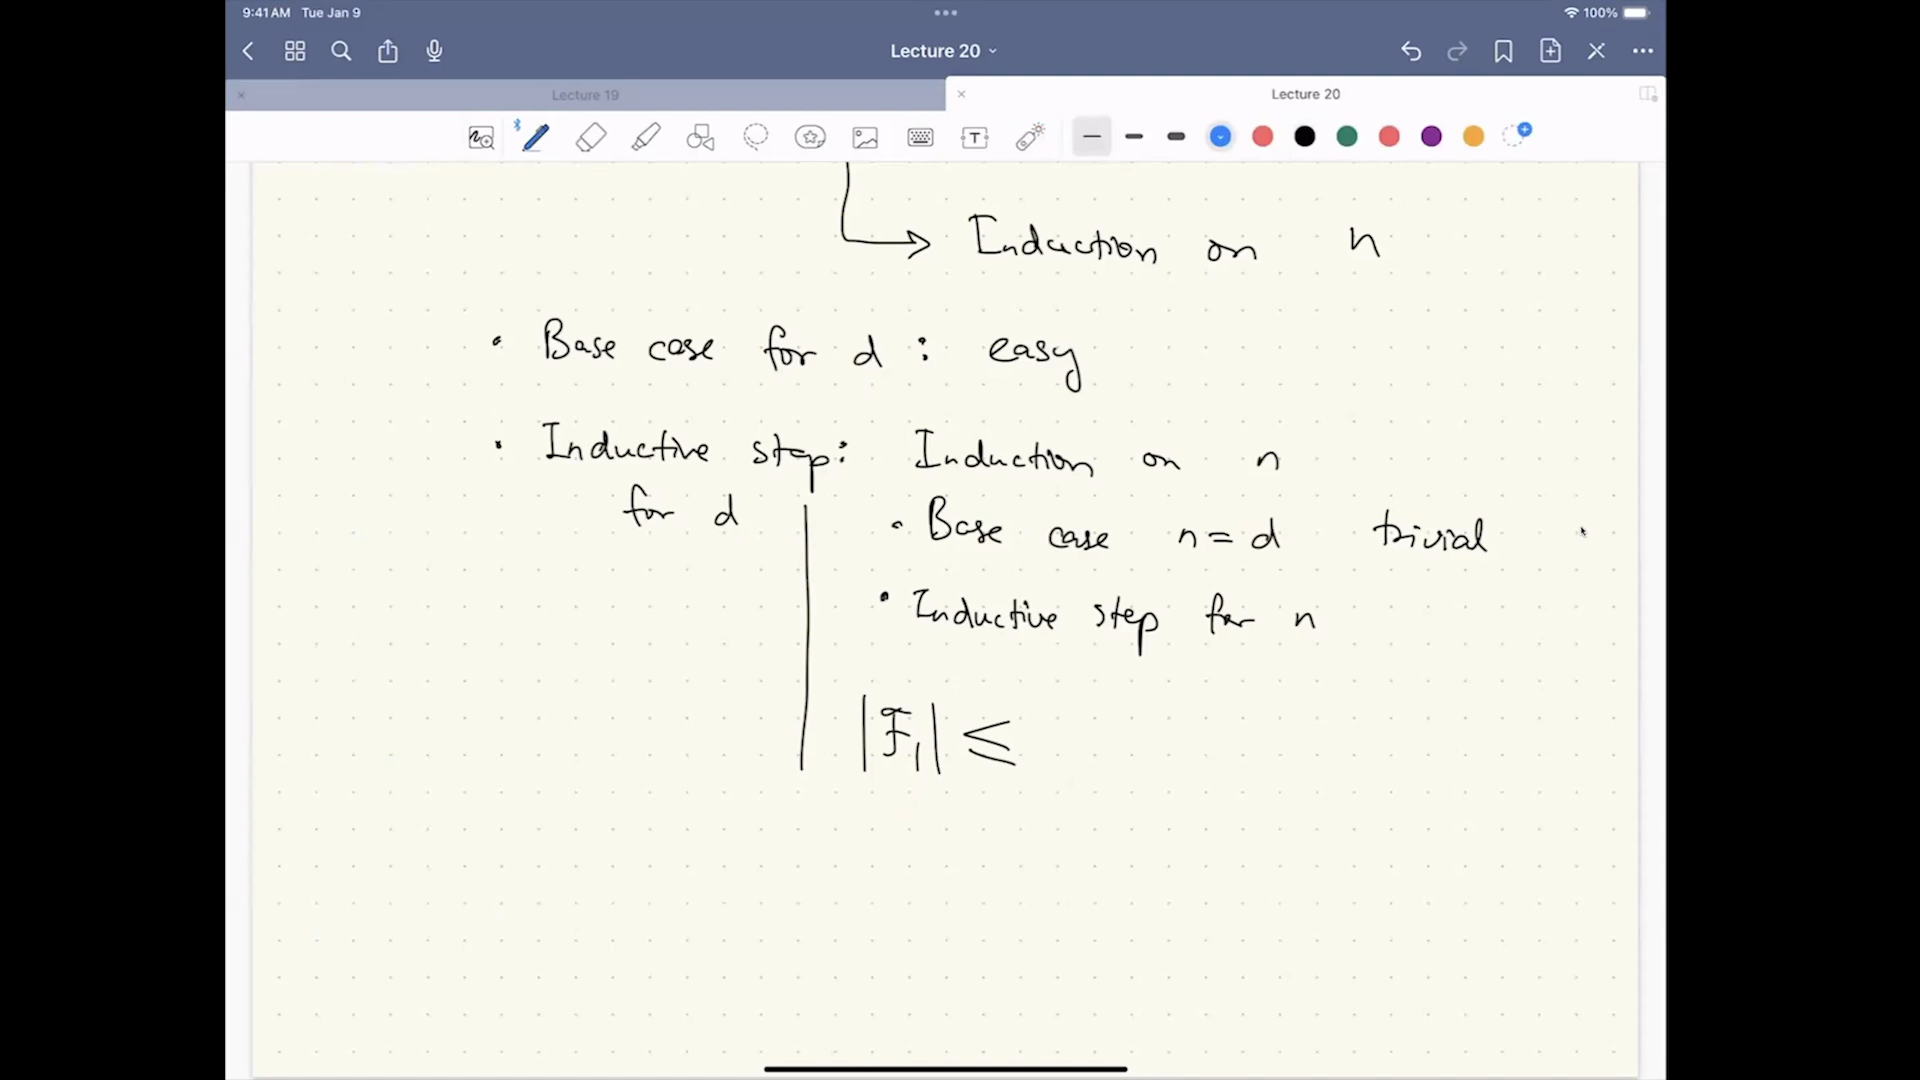 9:41 AM Tue Jan 9
100%
Lecture 20
Lecture 19
Lecture 20
Induction on n
• Base case for d : easy
• Inductive step: Induction on n
for d
• Base case n = d trivial
• Inductive step for n
|F₁| ≤